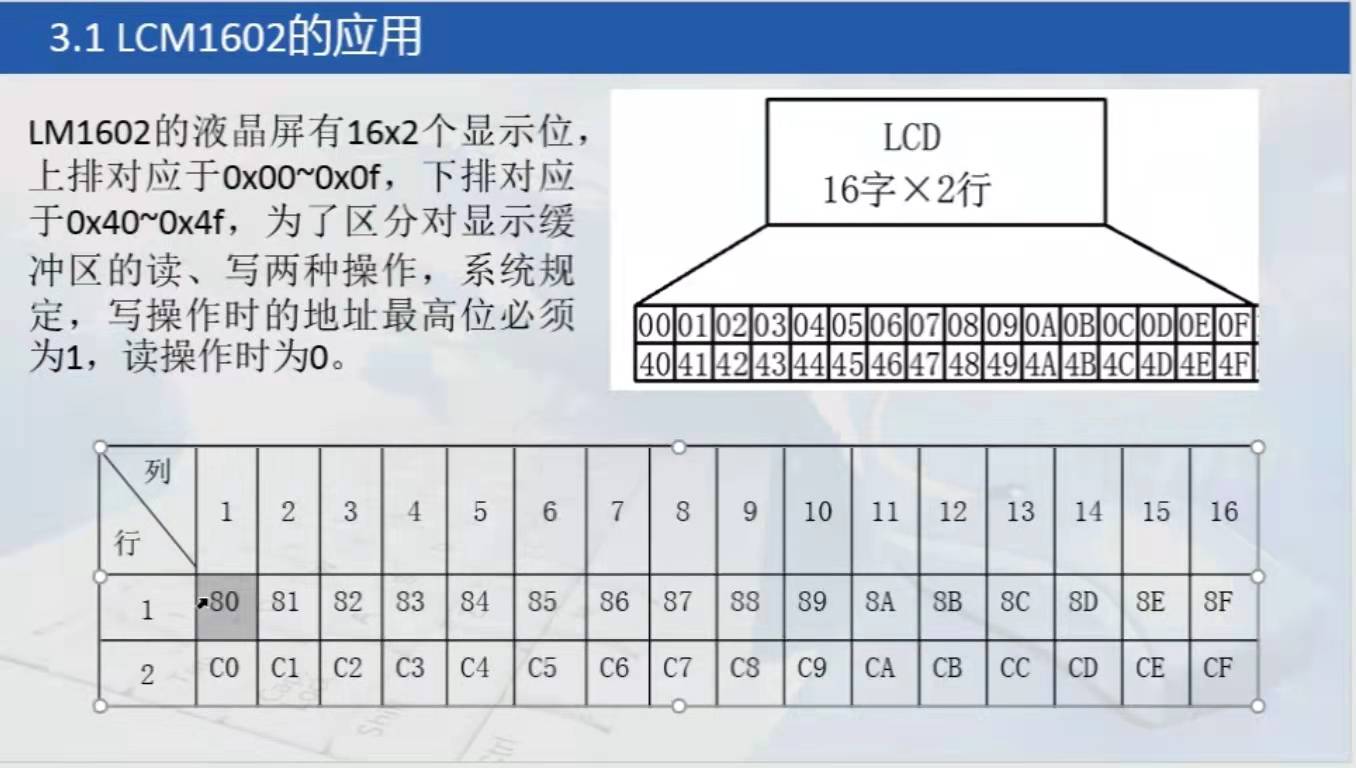 3.1 LCM1602的应用
LM1602的液晶屏有16x2个显示位，
上排对应于0x00~0x0f，下排对应
于0x40~0x4f，为了区分对显示缓
冲区的读、写两种操作，系统规
定，写操作时的地址最高位必须
为1，读操作时为0。
LCD
16字×2行
00 01 02 03 04 05 06 07 08 09 0A 0B 0C 0D 0E 0F
40 41 42 43 44 45 46 47 48 49 4A 4B 4C 4D 4E 4F
列
行
1 2 3 4 5 6 7 8 9 10 11 12 13 14 15 16
1 80 81 82 83 84 85 86 87 88 89 8A 8B 8C 8D 8E 8F
2 C0 C1 C2 C3 C4 C5 C6 C7 C8 C9 CA CB CC CD CE CF